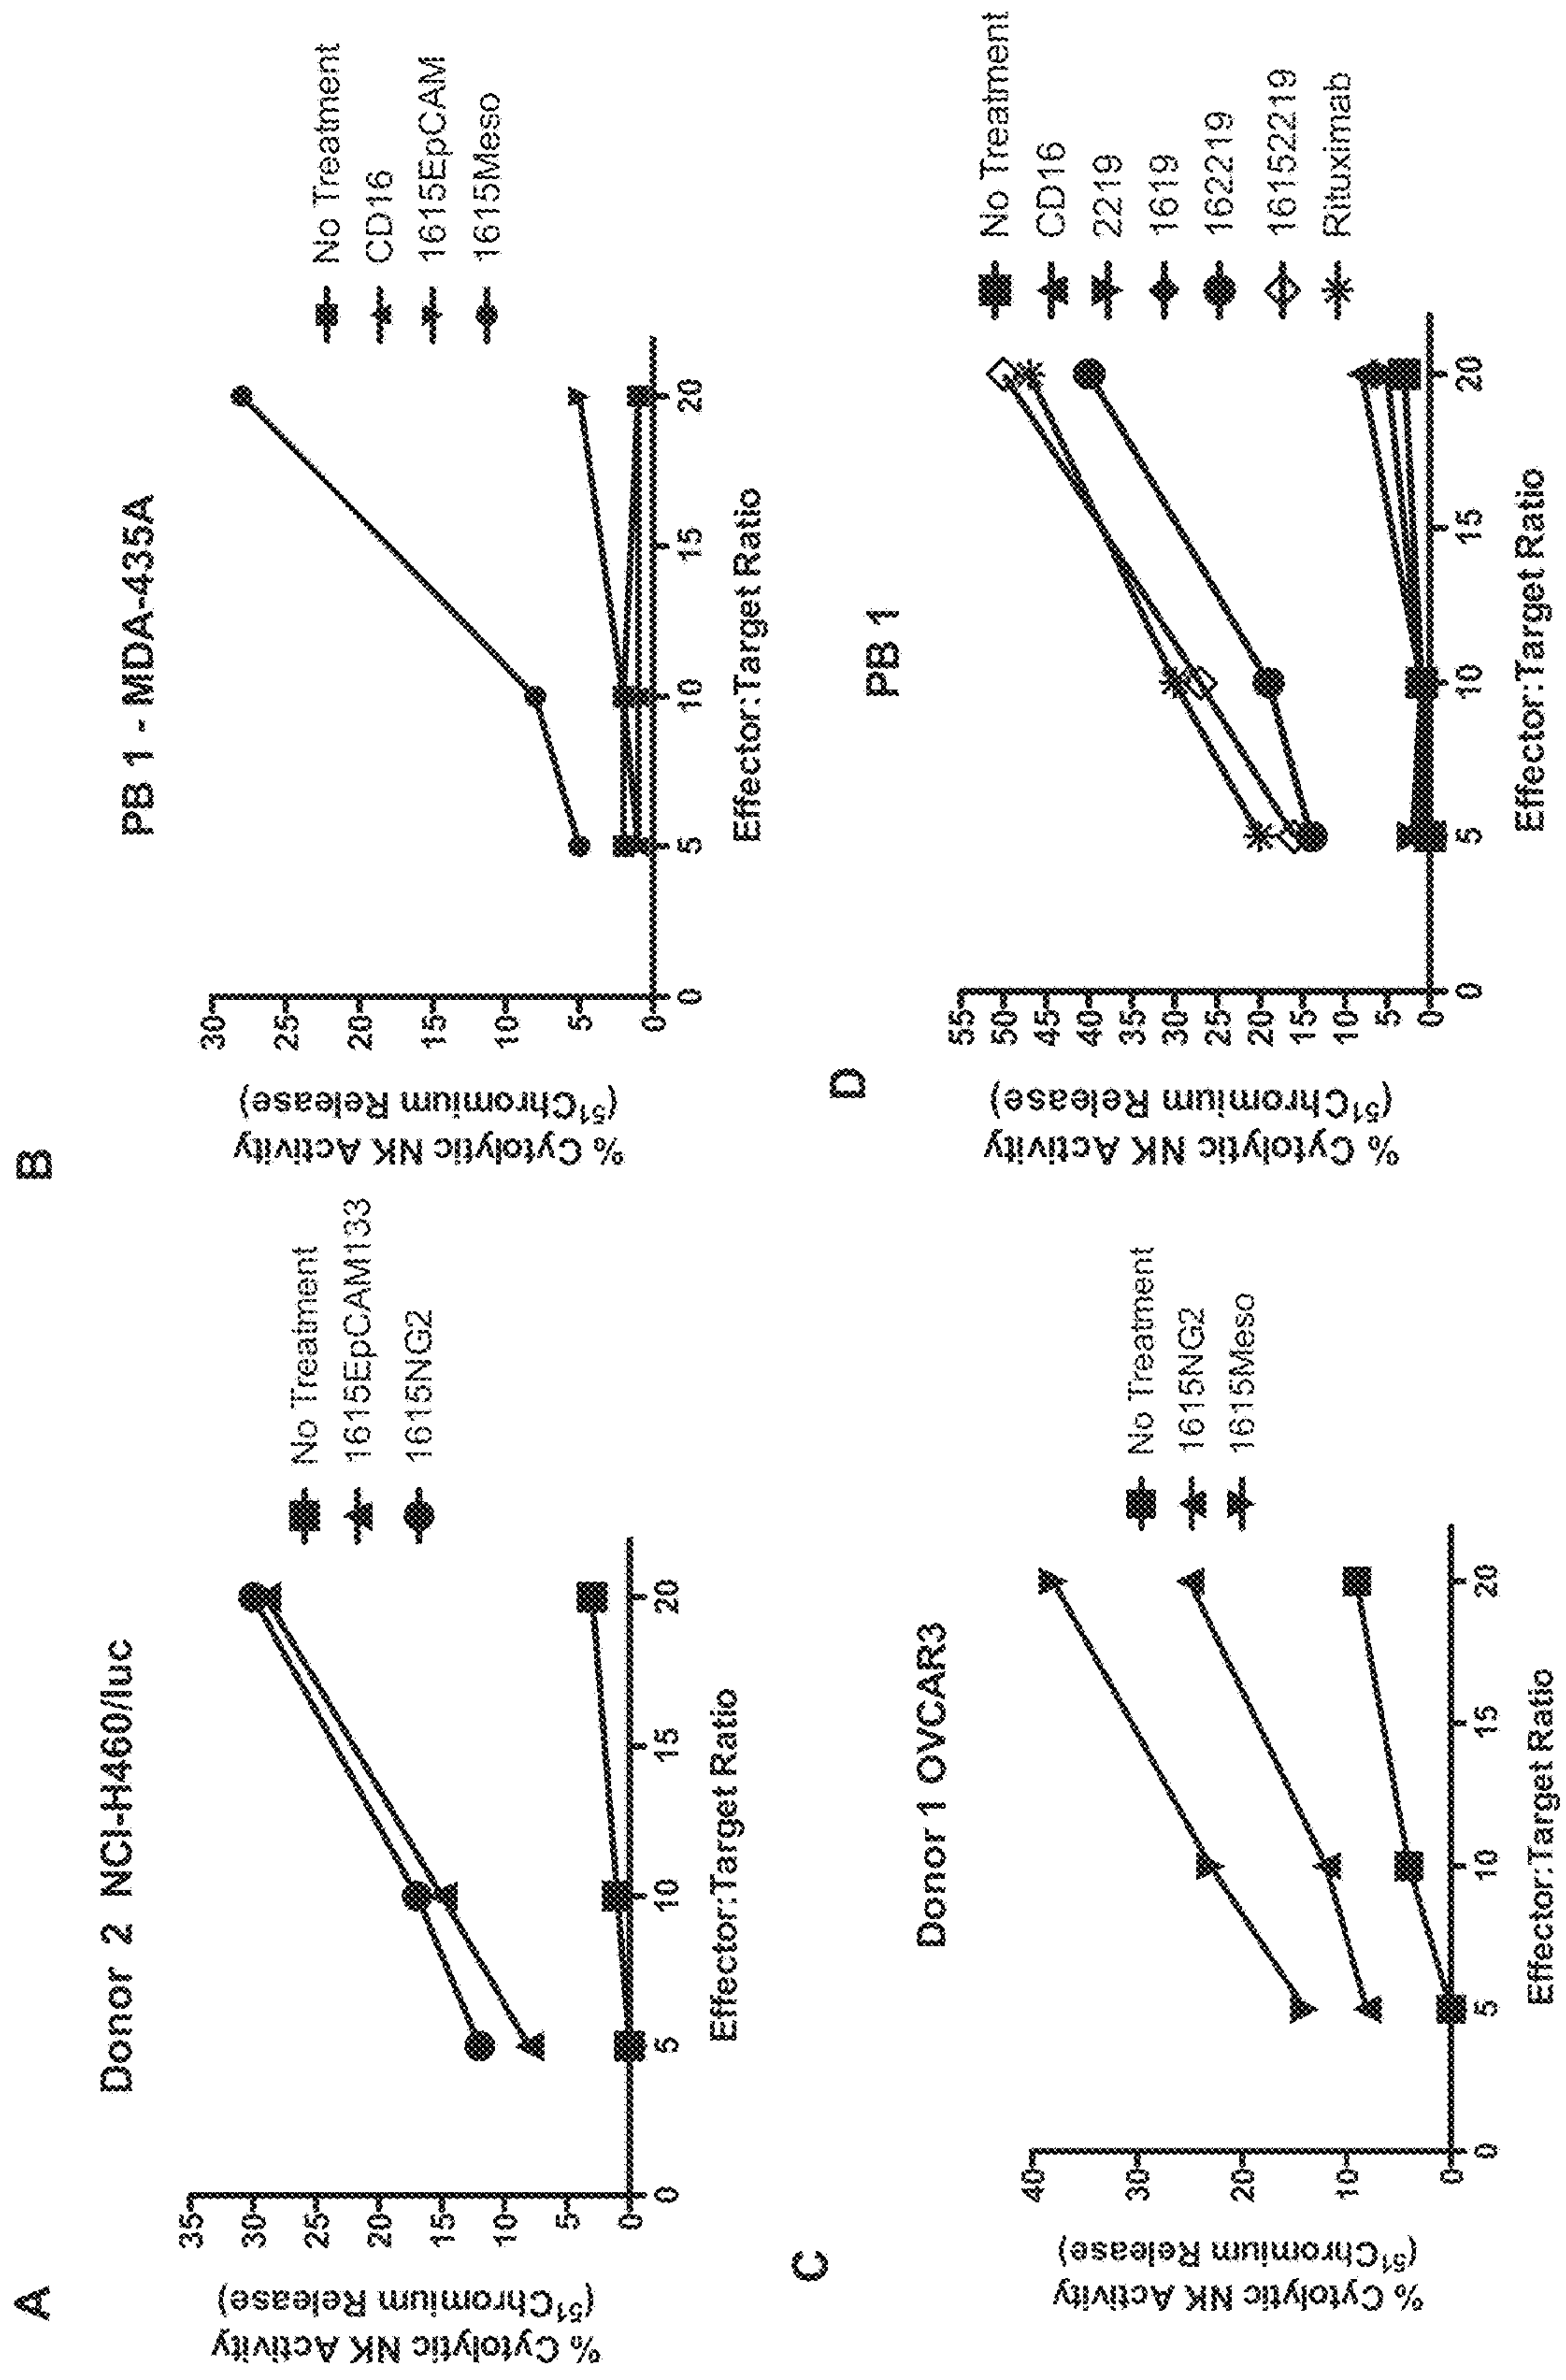 A
Donor 2 NCI-H460/luc
% Cytolytic NK Activity
(⁵¹Chromium Release)
35
30
25
20
15
10
5
0
0
5
10
15
20
Effector:Target Ratio
No Treatment
1615EpCAM133
1615NG2
B
PB 1 - MDA-435A
% Cytolytic NK Activity
(⁵¹Chromium Release)
30
25
20
15
10
5
0
0
5
10
15
20
Effector:Target Ratio
No Treatment
CD16
1615EpCAM
1615Meso
C
Donor 1 OVCAR3
% Cytolytic NK Activity
(⁵¹Chromium Release)
40
30
20
10
0
0
5
10
15
20
Effector:Target Ratio
No Treatment
1615NG2
1615Meso
D
PB 1
% Cytolytic NK Activity
(⁵¹Chromium Release)
55
50
45
40
35
30
25
20
15
10
5
0
0
5
10
15
20
Effector:Target Ratio
No Treatment
CD16
2219
1619
162219
16152219
Rituximab